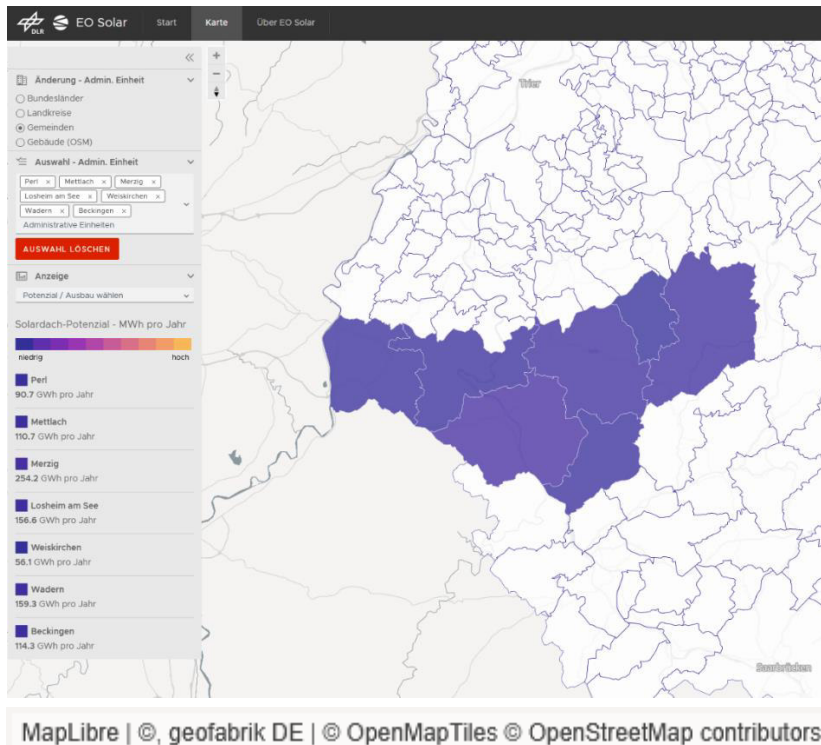 DLR EO Solar Start Karte Über EO Solar
Änderung - Admin. Einheit
Bundesländer
Landkreise
Gemeinden
Gebäude (OSM)
Auswahl - Admin. Einheit
Perl × Mettlach × Merzig ×
Losheim am See × Weiskirchen ×
Wadern × Beckingen ×
Administrative Einheiten
AUSWAHL LÖSCHEN
Anzeige
Potenzial / Ausbau wählen
Solardach-Potenzial - MWh pro Jahr
niedrig hoch
Perl
90.7 GWh pro Jahr
Mettlach
110.7 GWh pro Jahr
Merzig
254.2 GWh pro Jahr
Losheim am See
156.6 GWh pro Jahr
Weiskirchen
56.1 GWh pro Jahr
Wadern
159.3 GWh pro Jahr
Beckingen
114.3 GWh pro Jahr
Trier
Saarbrücken
MapLibre | ©, geofabrik DE | © OpenMapTiles © OpenStreetMap contributors